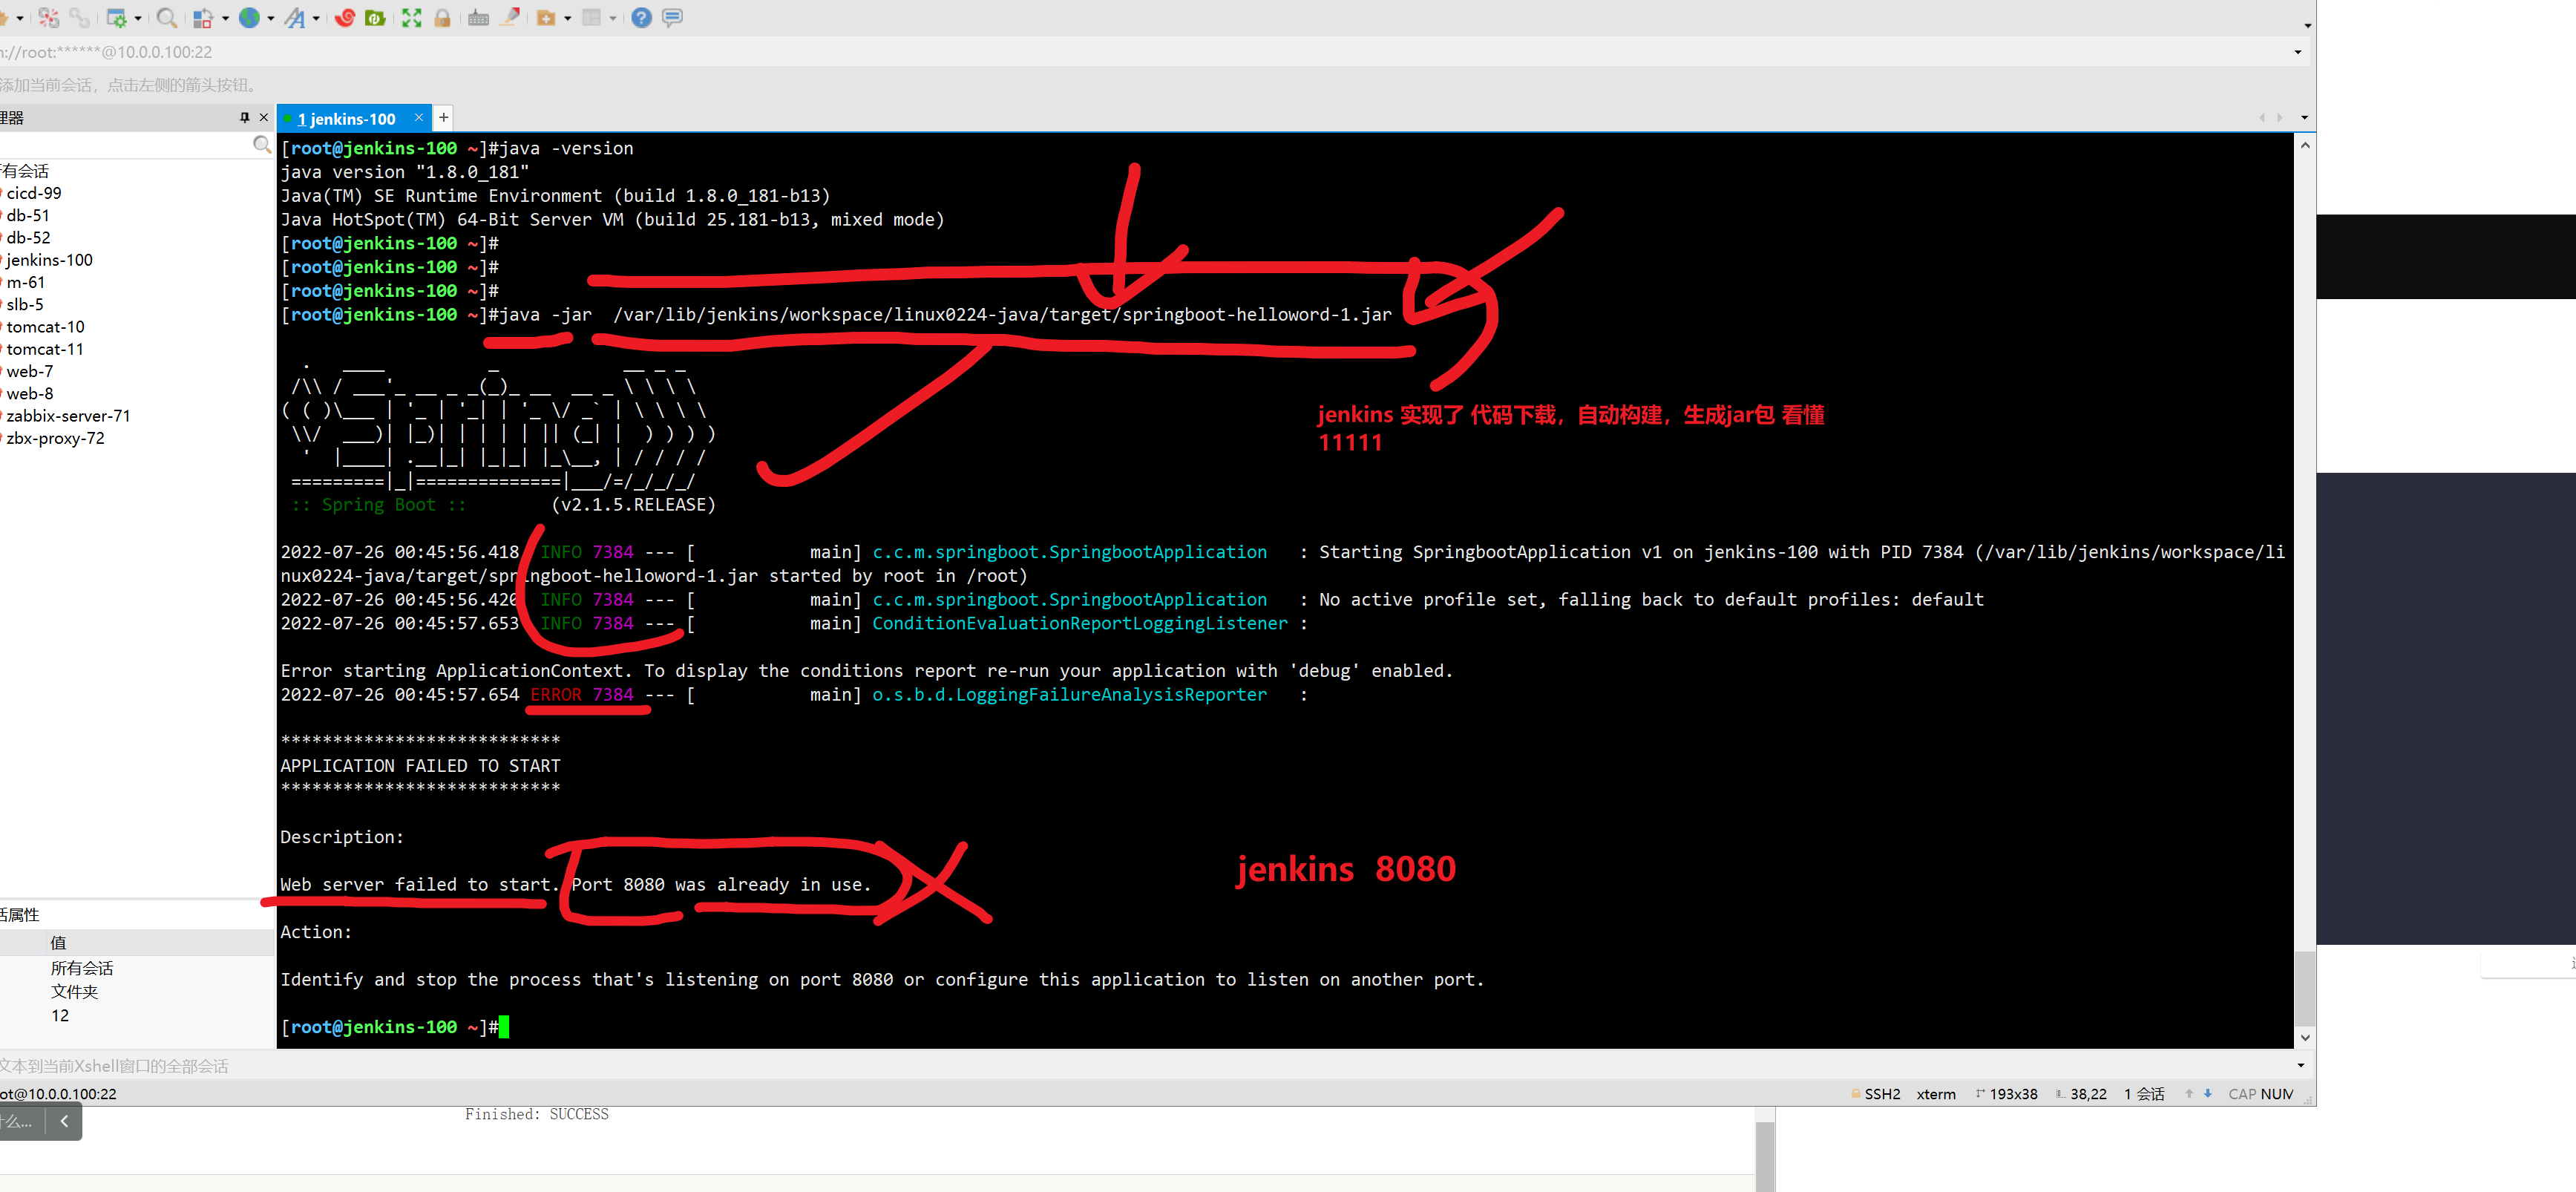 ://root:******@10.0.0.100:22
添加当前会话，点击左侧的箭头按钮。
理器
1 jenkins-100
所有会话
cicd-99
db-51
db-52
jenkins-100
m-61
slb-5
tomcat-10
tomcat-11
web-7
web-8
zabbix-server-71
zbx-proxy-72
[root@jenkins-100 ~]#java -version
java version "1.8.0_181"
Java(TM) SE Runtime Environment (build 1.8.0_181-b13)
Java HotSpot(TM) 64-Bit Server VM (build 25.181-b13, mixed mode)
[root@jenkins-100 ~]#
[root@jenkins-100 ~]#
[root@jenkins-100 ~]#
[root@jenkins-100 ~]#java -jar  /var/lib/jenkins/workspace/linux0224-java/target/springboot-helloword-1.jar
Spring
:: Spring Boot ::        (v2.1.5.RELEASE)
jenkins 实现了 代码下载，自动构建，生成jar包 看懂
11111
2022-07-26 00:45:56.418  INFO 7384 --- [           main] c.c.m.springboot.SpringbootApplication   : Starting SpringbootApplication v1 on jenkins-100 with PID 7384 (/var/lib/jenkins/workspace/li
nux0224-java/target/springboot-helloword-1.jar started by root in /root)
2022-07-26 00:45:56.420  INFO 7384 --- [           main] c.c.m.springboot.SpringbootApplication   : No active profile set, falling back to default profiles: default
2022-07-26 00:45:57.653  INFO 7384 --- [           main] ConditionEvaluationReportLoggingListener :
Error starting ApplicationContext. To display the conditions report re-run your application with 'debug' enabled.
2022-07-26 00:45:57.654 ERROR 7384 --- [           main] o.s.b.d.LoggingFailureAnalysisReporter   :
***************************
APPLICATION FAILED TO START
***************************
Description:
Web server failed to start. Port 8080 was already in use.
jenkins 8080
Action:
Identify and stop the process that's listening on port 8080 or configure this application to listen on another port.
[root@jenkins-100 ~]#
话属性
值
所有会话
文件夹
12
文本到当前Xshell窗口的全部会话
ot@10.0.0.100:22
SSH2 xterm 193x38 38,22 1 会话 CAP NUM
什么...
Finished: SUCCESS